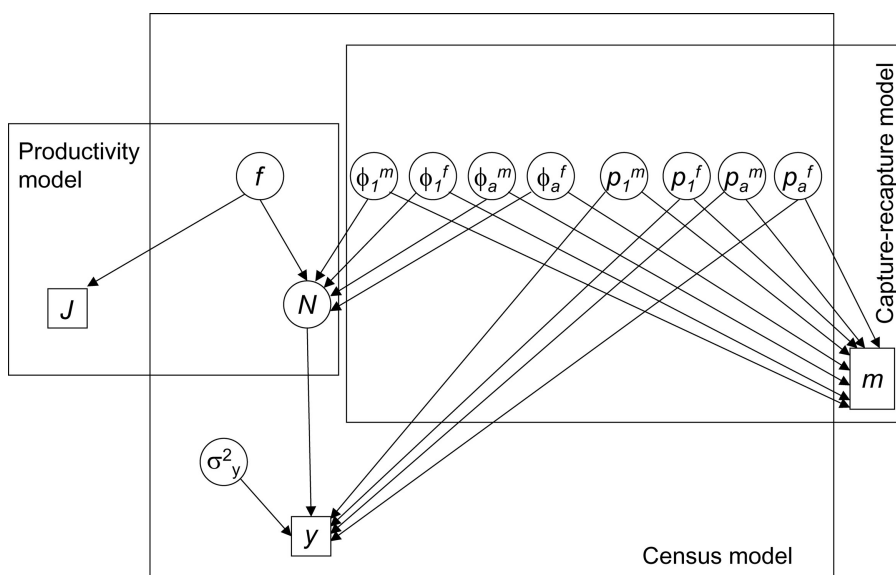 Productivity
model
f
ϕ₁ᵐ ϕ₁ᶠ ϕₐᵐ ϕₐᶠ p₁ᵐ p₁ᶠ pₐᵐ pₐᶠ
Capture-recapture model
J
N
m
σ²y
y
Census model